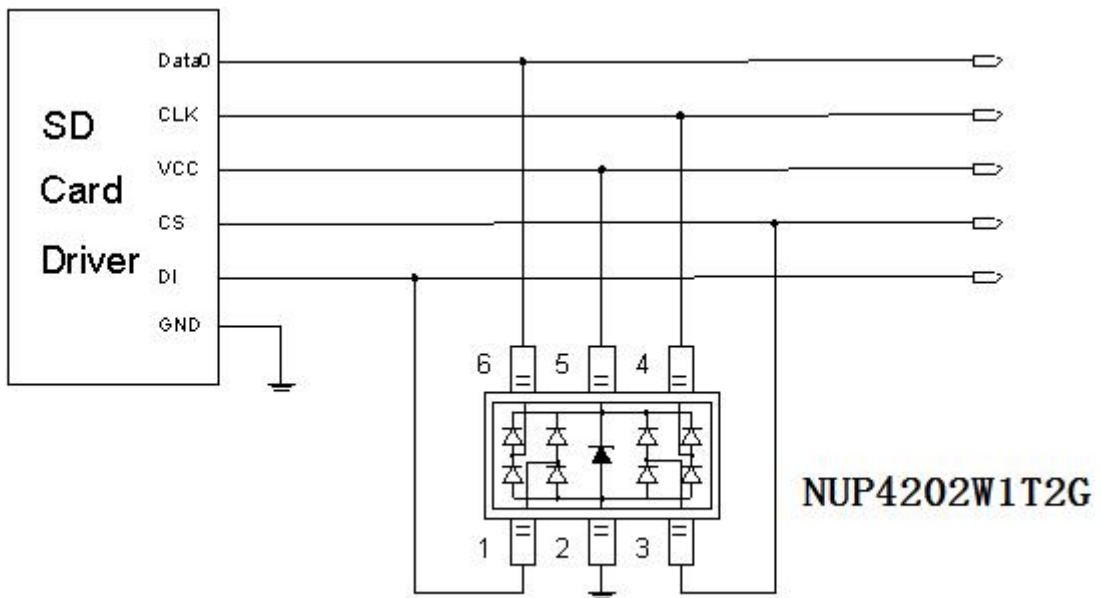 Data0
CLK
SD
VCC
Card
CS
Driver
DI
GND
6 5 4
NUP4202W1T2G
1 2 3